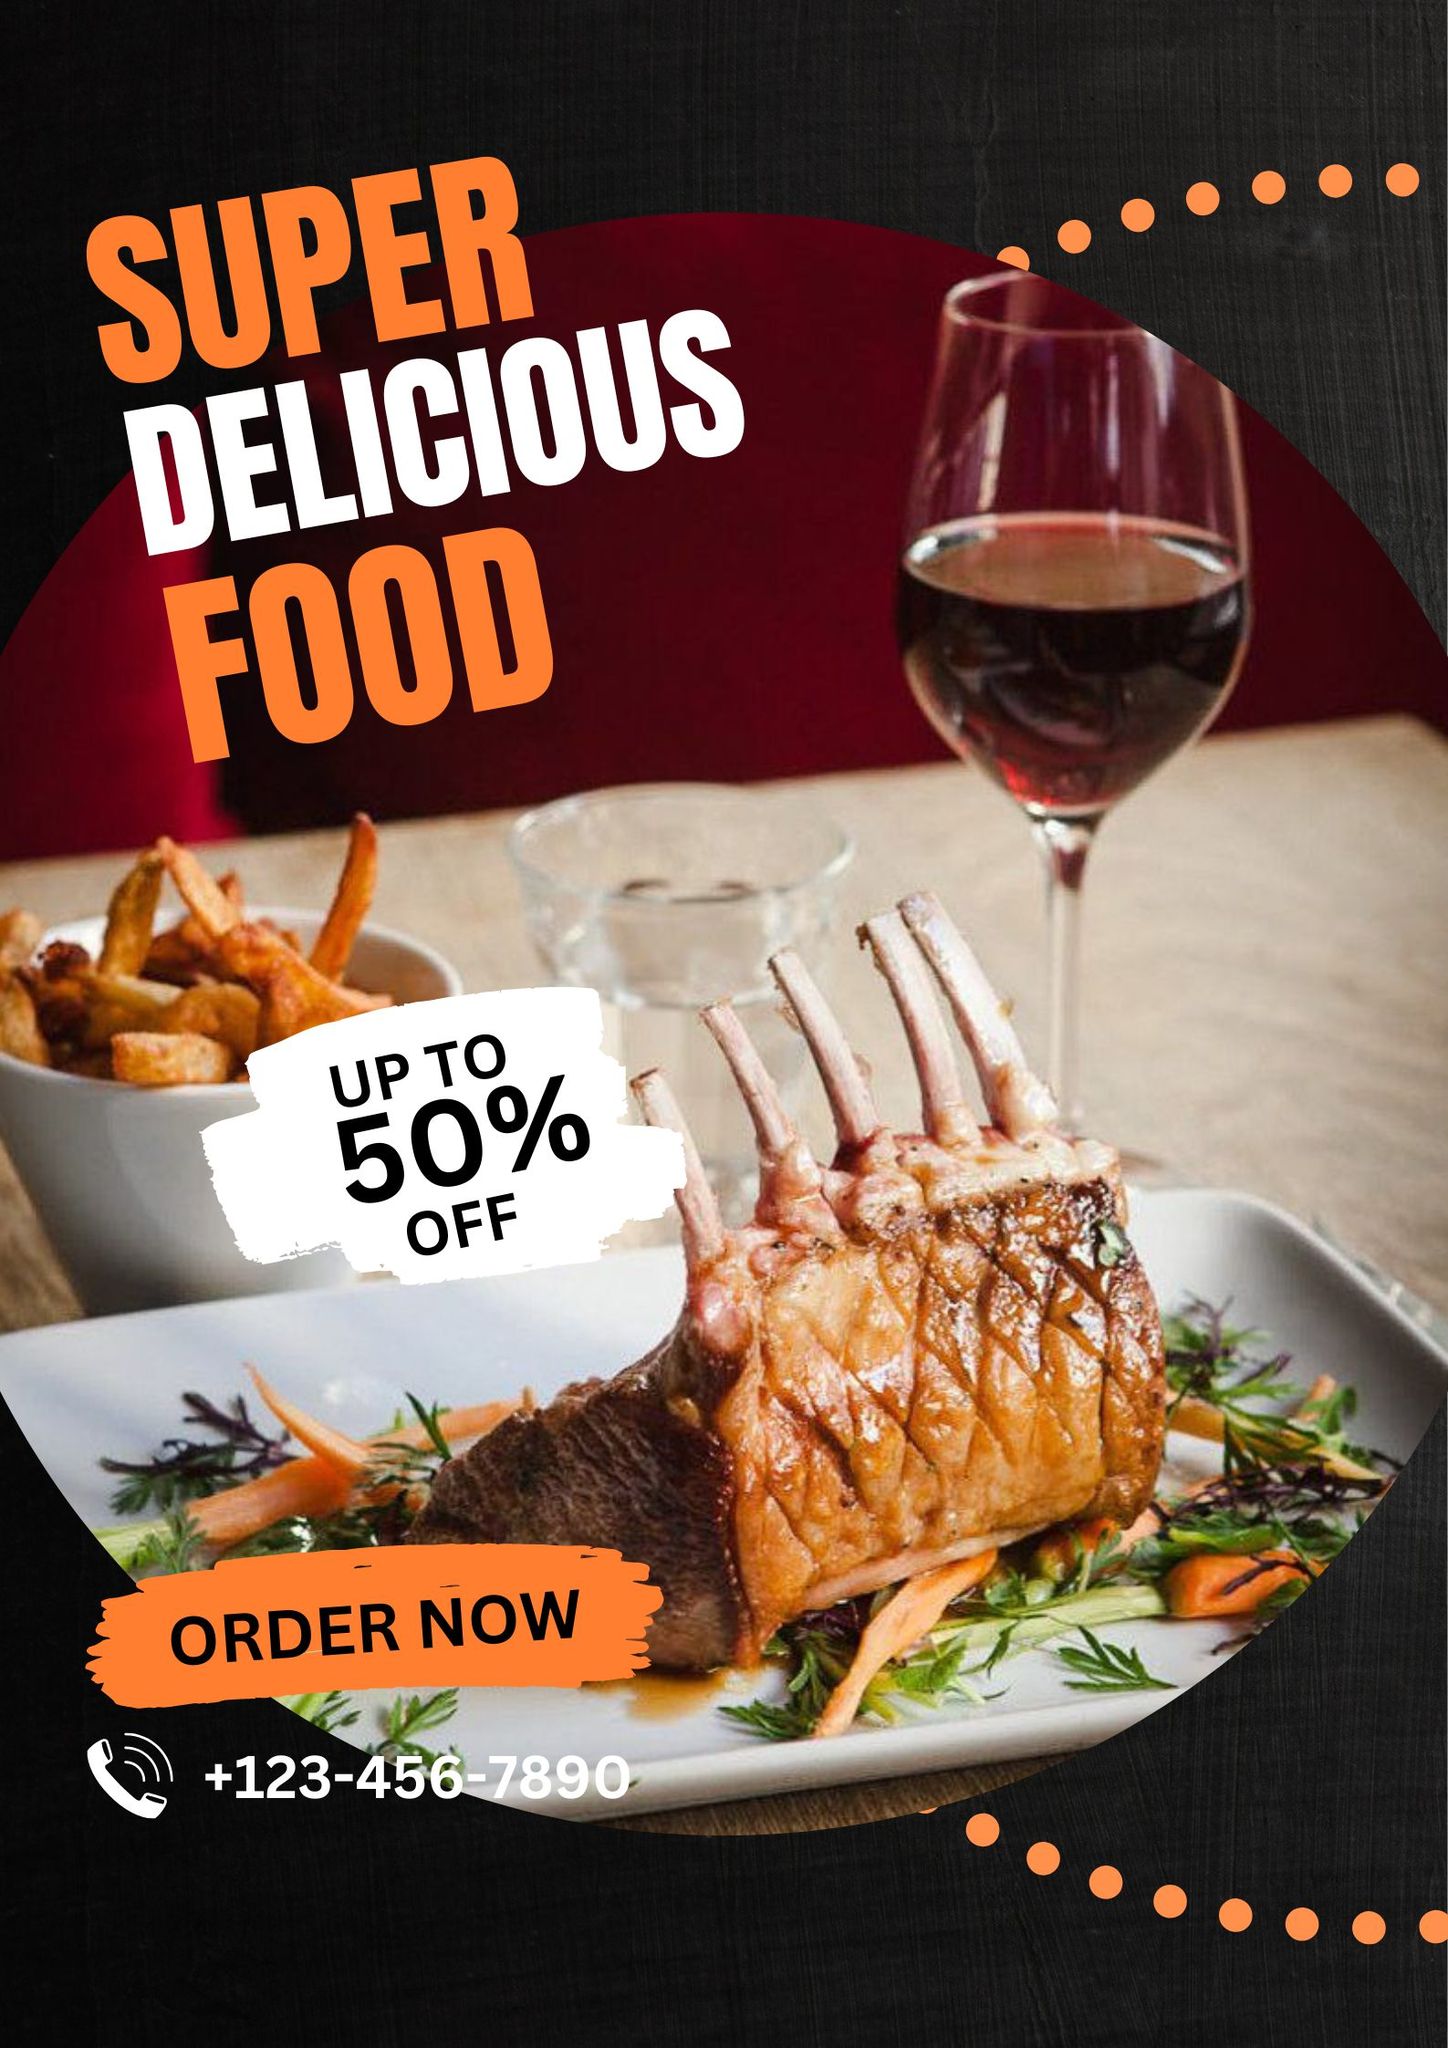 SUPER
DELICIOUS
FOOD
UP TO
50%
OFF
ORDER NOW
+123-456-7890